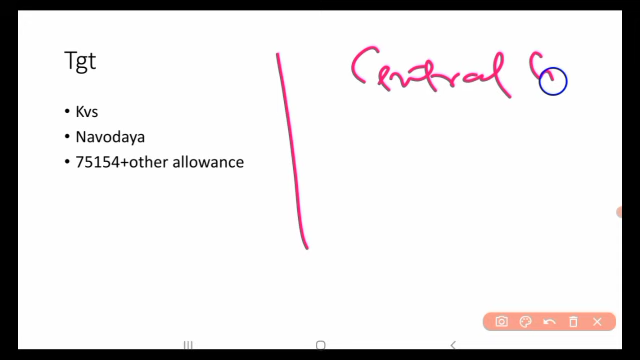 Tgt
• Kvs
• Navodaya
• 75154+other allowance
Central